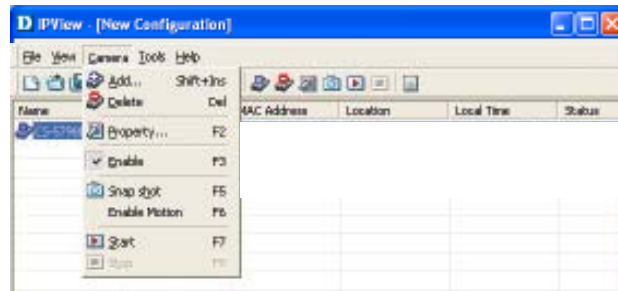 D IPView - [New Configuration]
File View Camera Tools Help
Add... Shift+Ins
Delete Del
Name MAC Address Location Local Time Status
Property... F2
Enable F3
Snap shot F5
Enable Motion F6
Start F7
Stop